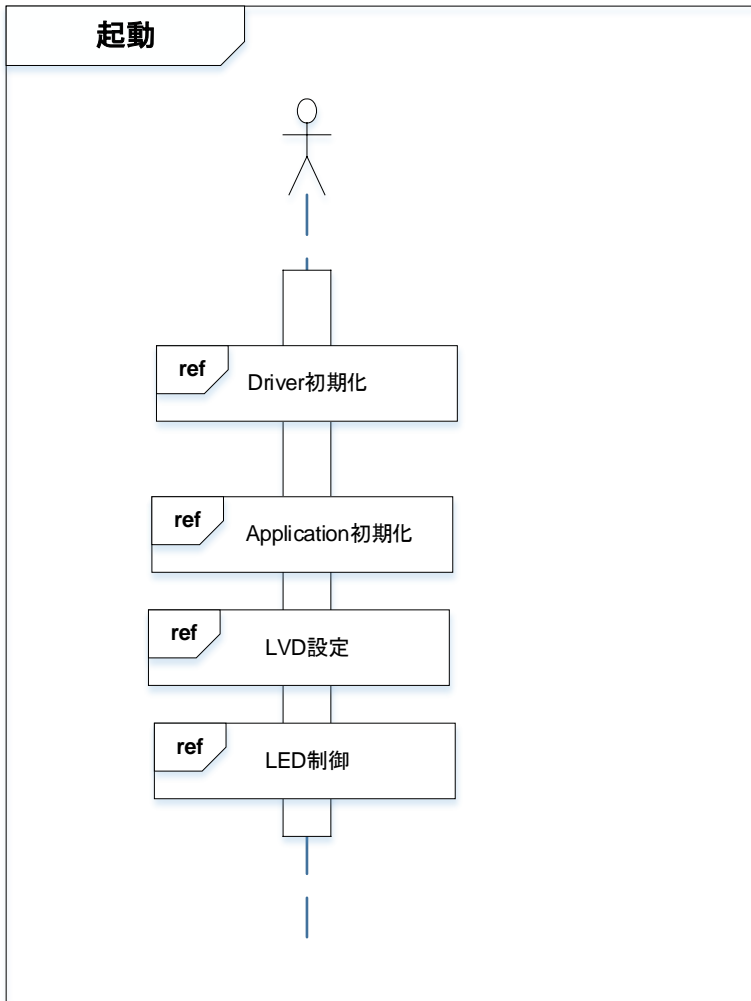 起動
ref
Driver初期化
ref
Application初期化
ref
LVD設定
ref
LED制御